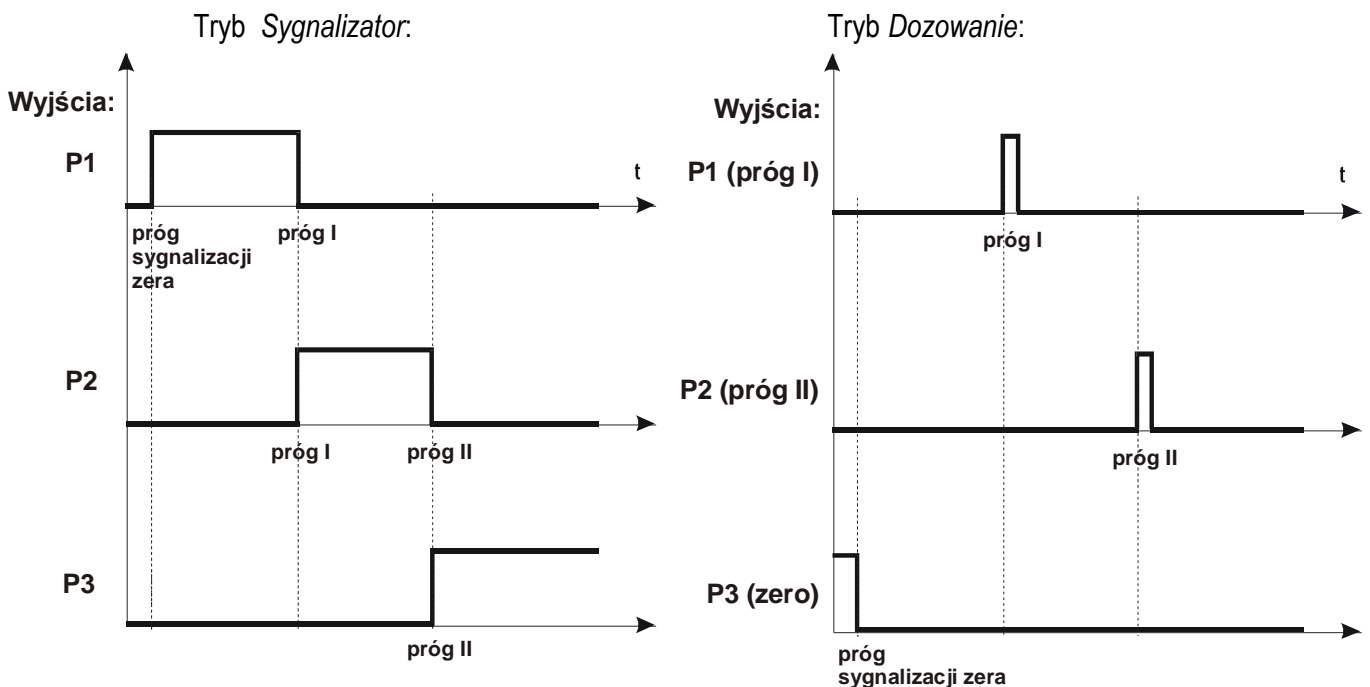 Tryb Sygnalizator:
Wyjścia:
P1
t
próg
sygnalizacji
zera
próg I
P2
próg I
próg II
P3
próg II
Tryb Dozowanie:
Wyjścia:
P1 (próg I)
t
próg I
P2 (próg II)
próg II
P3 (zero)
próg
sygnalizacji zera